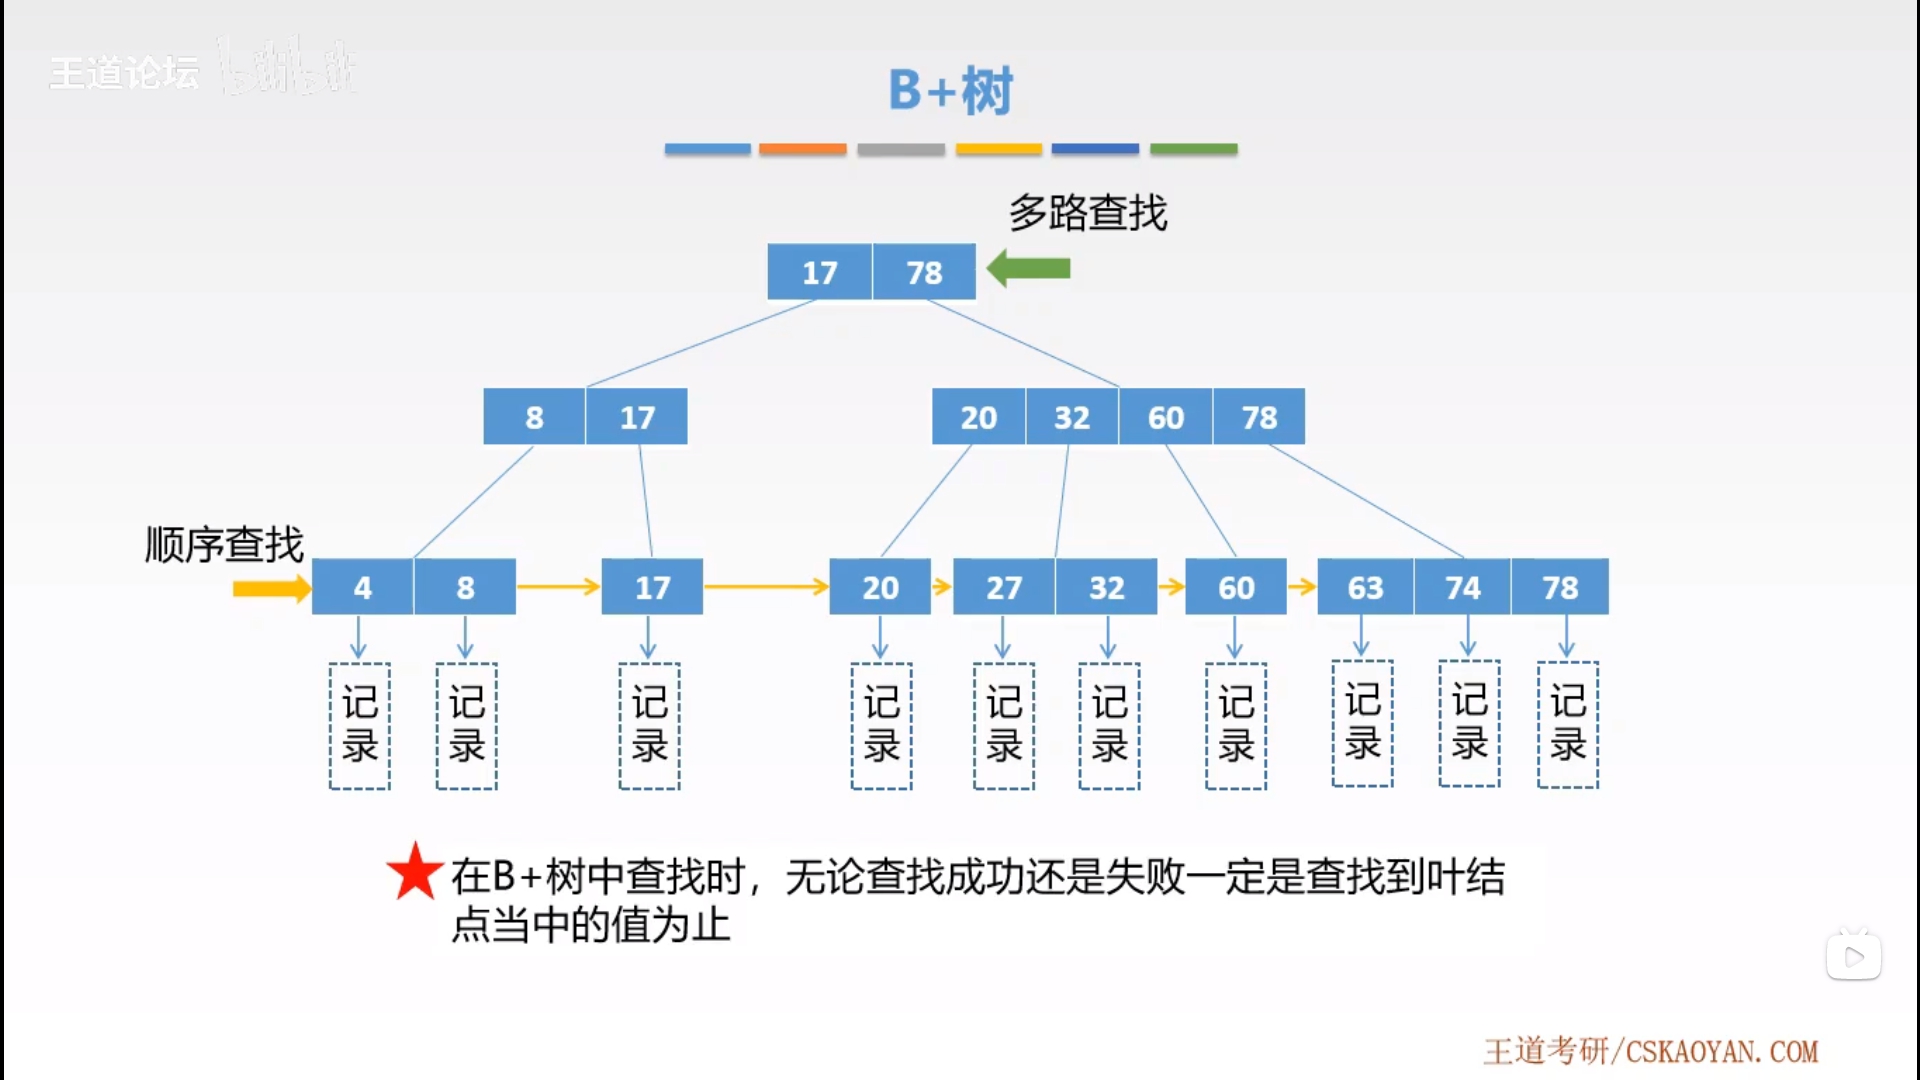 王道论坛 bilibili
B+树
多路查找
17 78
8 17
20 32 60 78
顺序查找
4 8 17 20 27 32 60 63 74 78
记录 记录 记录 记录 记录 记录 记录 记录 记录 记录
在B+树中查找时，无论查找成功还是失败一定是查找到叶结
点当中的值为止
王道考研/CSKAOYAN.COM